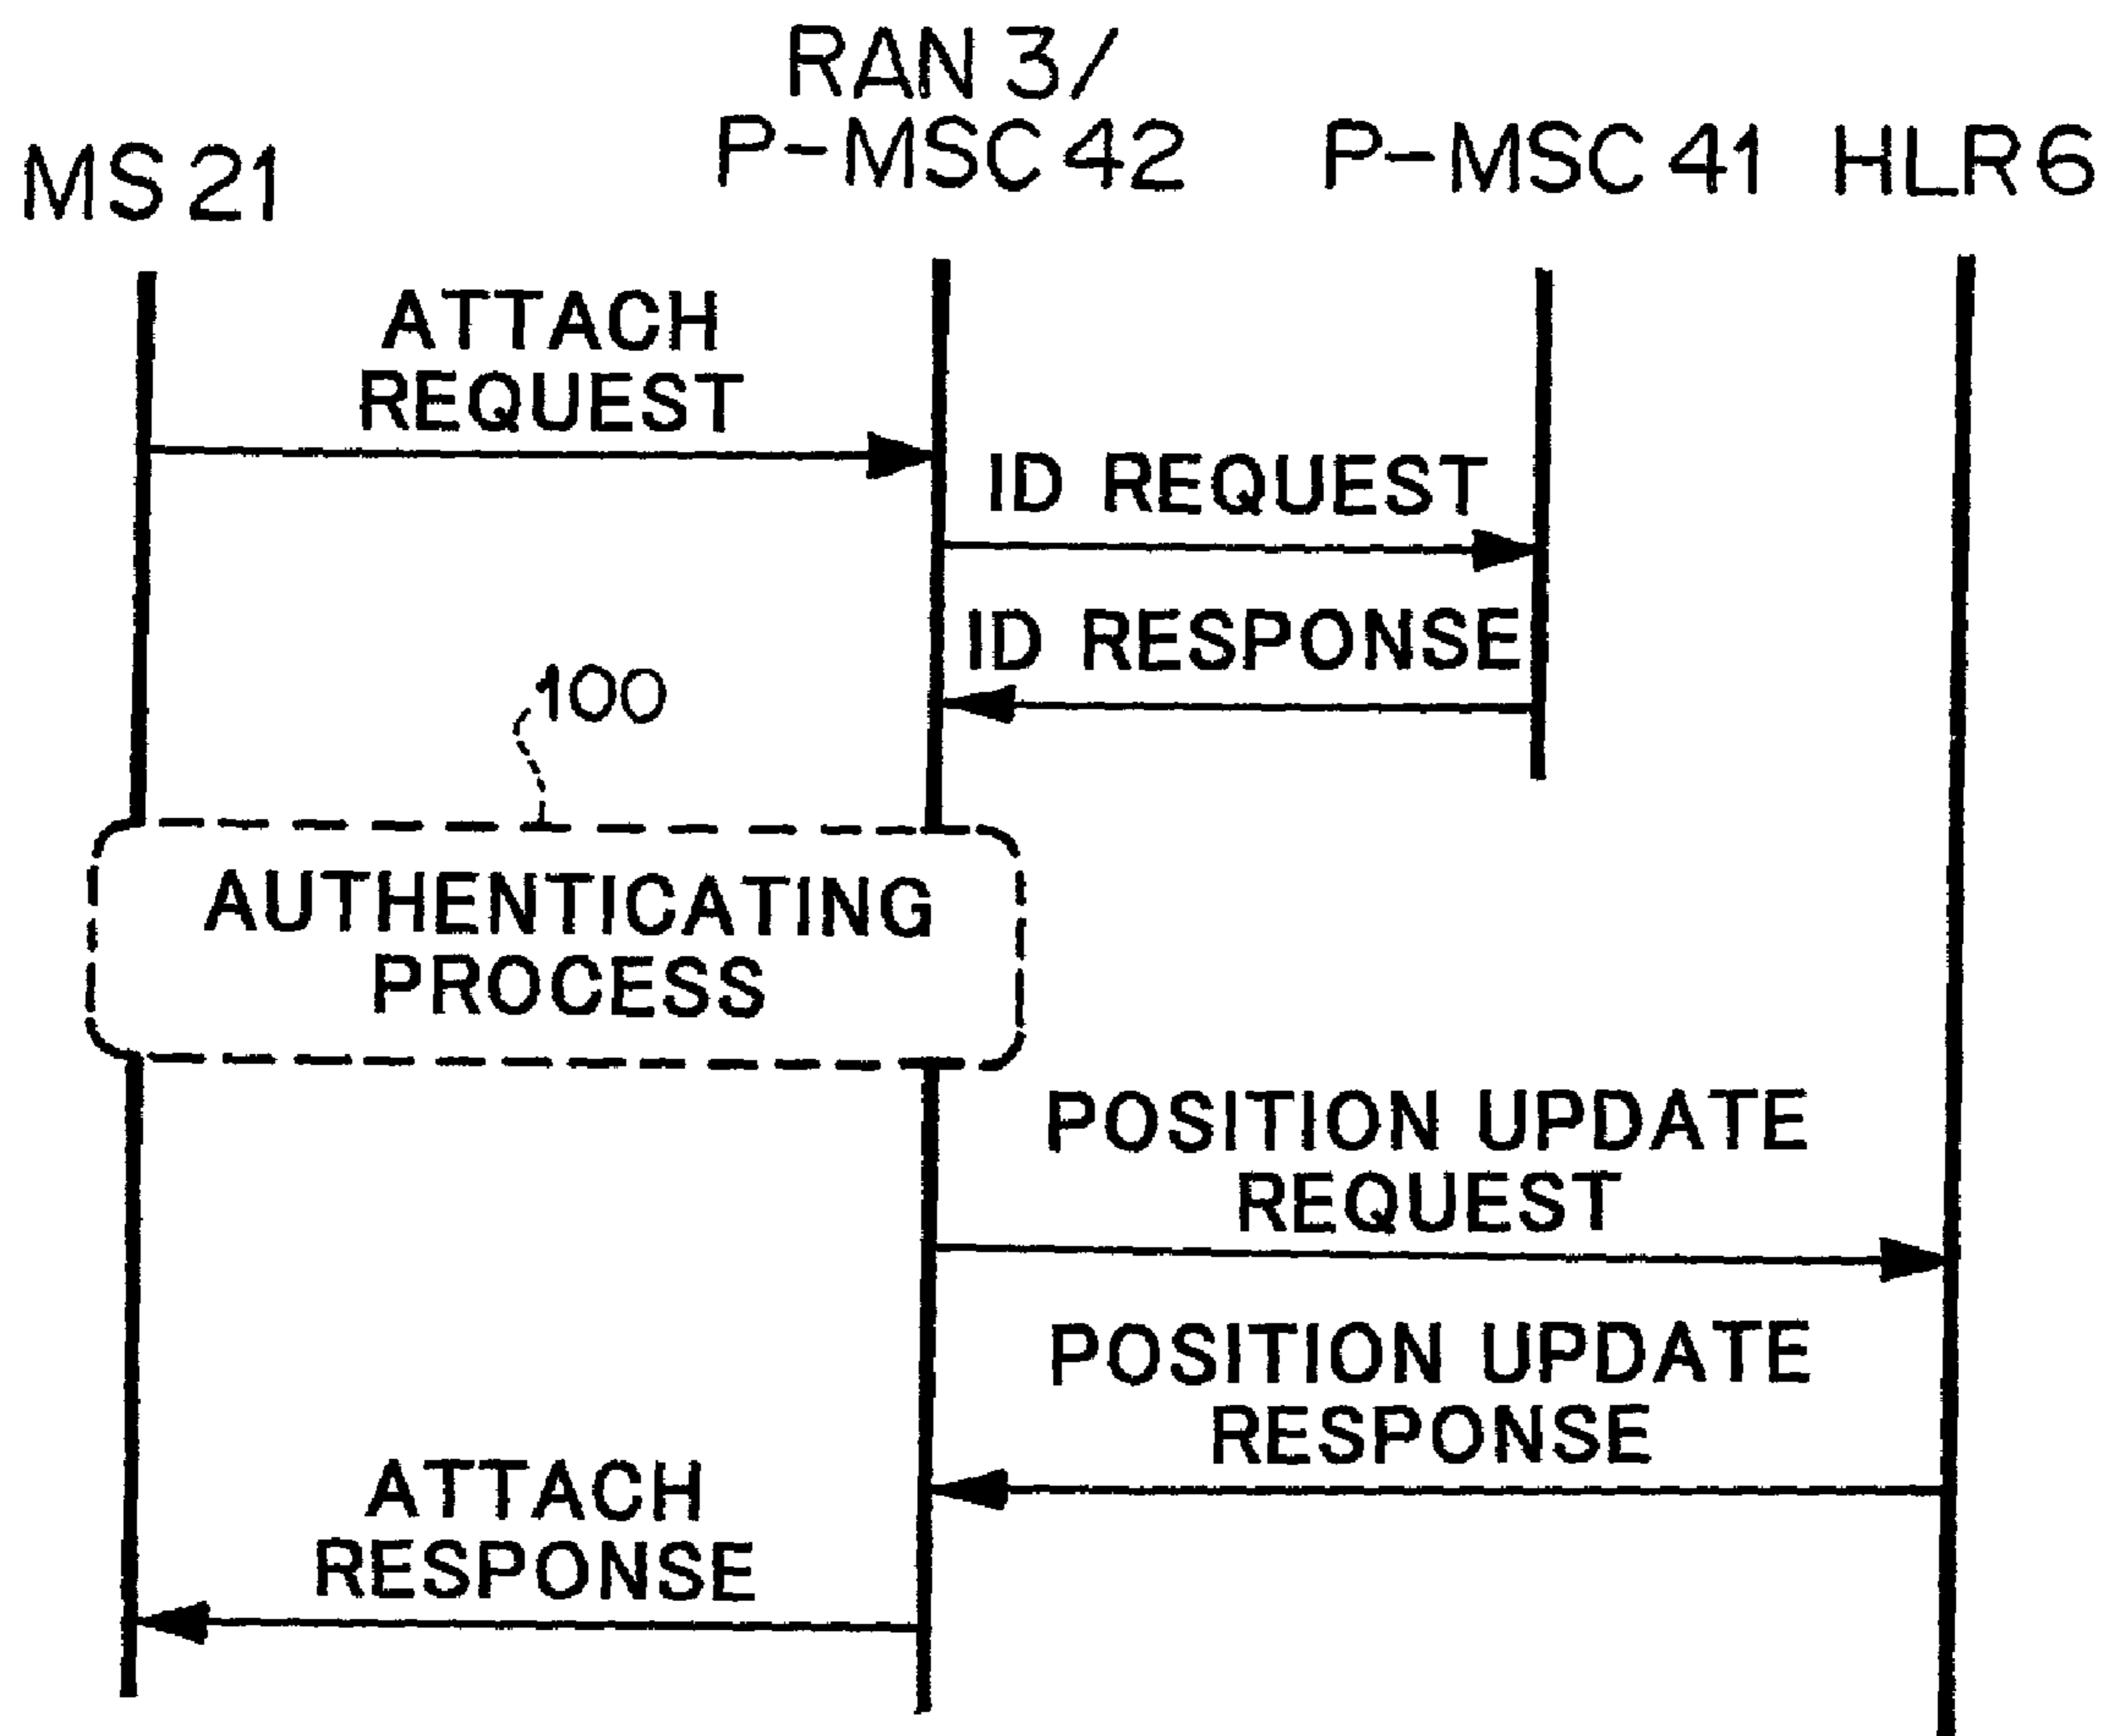 RAN 3/
MS 21
P-MSC 42
P-MSC 41
HLR 6
ATTACH
REQUEST
ID REQUEST
ID RESPONSE
100
AUTHENTICATING
PROCESS
POSITION UPDATE
REQUEST
POSITION UPDATE
RESPONSE
ATTACH
RESPONSE